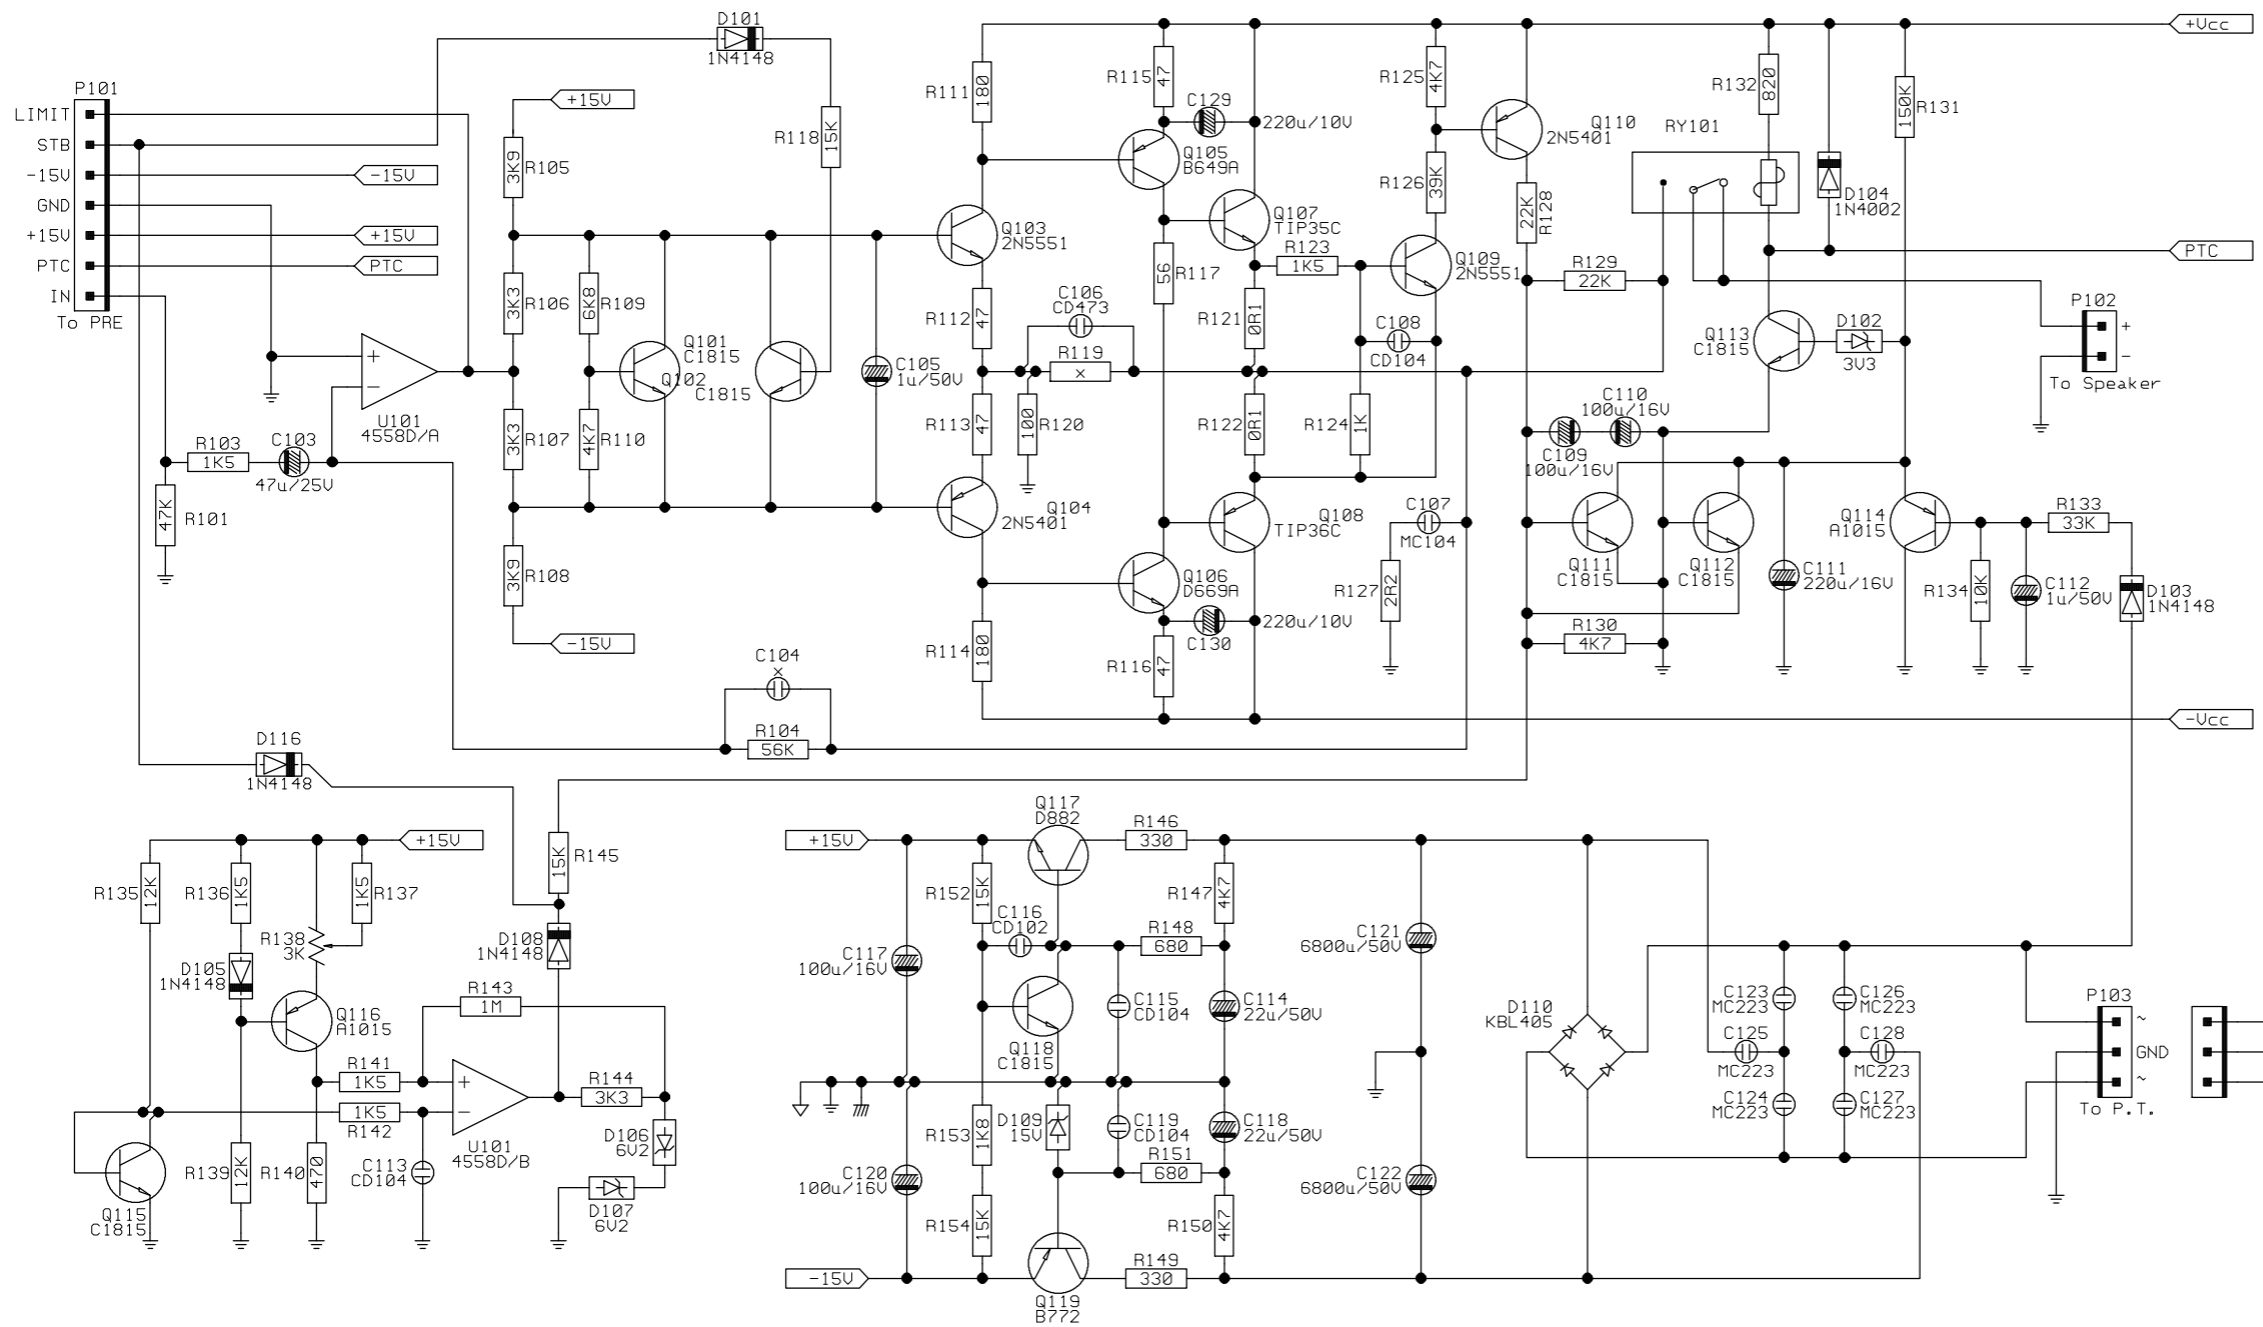 D101
1N4148
+Vcc
P101
LIMIT
STB
-15V
GND
+15V
PTC
IN
To PRE
-15V
+15V
PTC
+15V
R105
3K9
R118
15K
R111
180
R115
47
C129
220u/10V
R125
4K7
Q110
2N5401
R132
820
R131
150K
RY101
Q105
B649A
R126
39K
R128
22K
D104
1N4002
Q103
2N5551
Q107
TIP35C
R123
1K5
Q109
2N5551
PTC
R106
3K3
R109
6K8
R117
56
R129
22K
P102
+
-
To Speaker
R112
47
C106
CD473
R119
x
R121
0R1
C108
CD104
Q113
C1815
D102
3V3
Q101
C1815
Q102
C1815
C105
1u/50V
+
-
U101
4558D/A
R107
3K3
R110
4K7
R113
47
R120
100
R122
0R1
R124
1K
C110
100u/16V
C109
100u/16V
R103
1K5
C103
47u/25V
R101
47K
Q104
2N5401
Q108
TIP36C
C107
MC104
Q114
A1015
R133
33K
R108
3K9
Q106
D669A
R127
2R2
Q111
C1815
Q112
C1815
C111
220u/16V
R134
10K
C112
1u/50V
D103
1N4148
-15V
R114
180
R116
47
C130
220u/10V
R130
4K7
C104
x
R104
56K
-Vcc
D116
1N4148
+15V
R135
12K
R136
1K5
R137
1K5
R138
3K
D105
1N4148
Q116
A1015
R145
15K
D108
1N4148
R143
1M
R141
1K5
R142
1K5
+
-
U101
4558D/B
R144
3K3
D106
6V2
D107
6V2
Q115
C1815
R139
12K
R140
470
C113
CD104
+15V
Q117
D882
R146
330
R152
15K
R147
4K7
C116
CD102
R148
680
C117
100u/16V
C121
6800u/50V
Q118
C1815
C115
CD104
C114
22u/50V
D110
KBL405
C123
MC223
C126
MC223
C125
MC223
C128
MC223
C124
MC223
C127
MC223
P103
~
GND
~
To P.T.
R153
1K8
D109
15V
C119
CD104
C118
22u/50V
C120
100u/16V
R151
680
C122
6800u/50V
R154
15K
R150
4K7
-15V
R149
330
Q119
B772